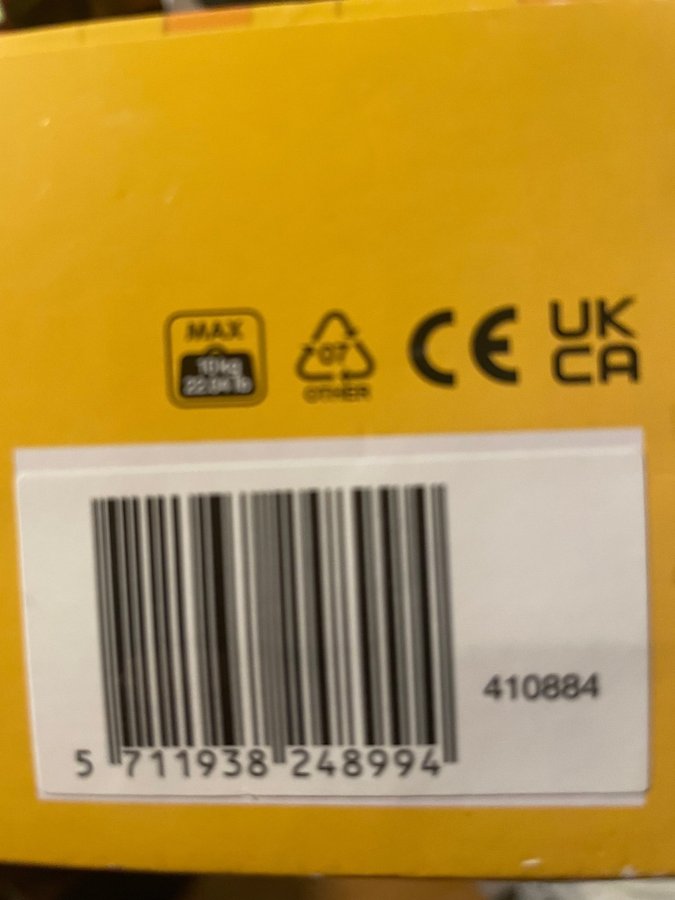 MAX
10kg
22.04 lb
07
OTHER
CE
UK
CA
410884
5 711938 248994